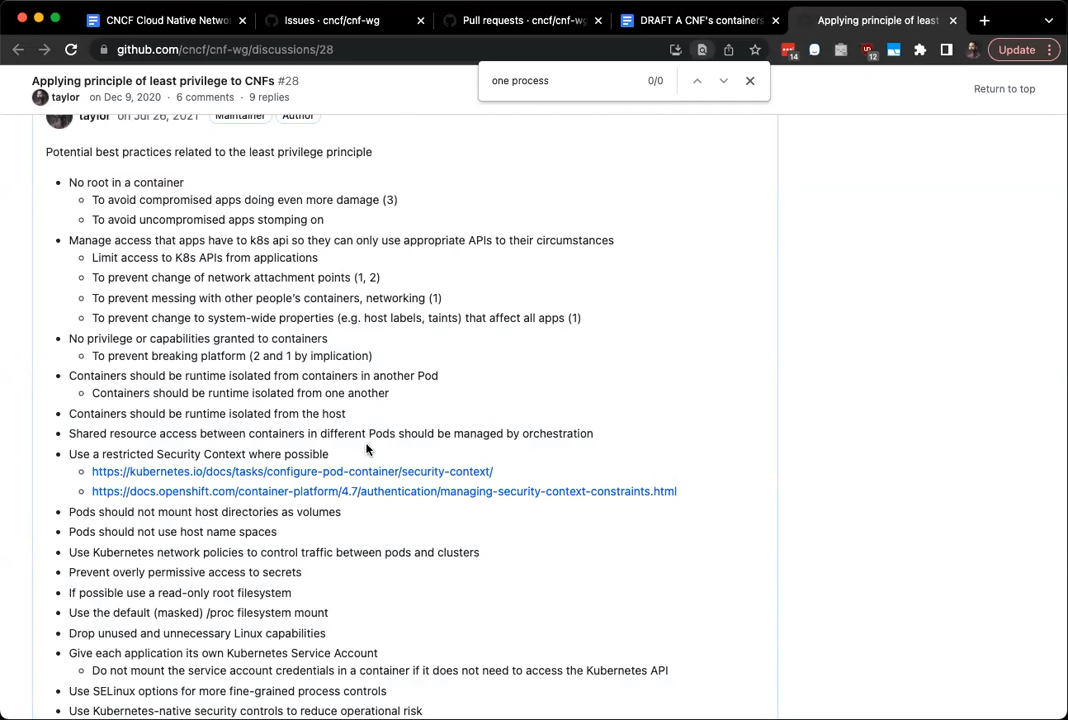 CNCF Cloud Native Netwo
Issues · cncf/cnf-wg
Pull requests · cncf/cnf-w
DRAFT A CNF's containers
Applying principle of least
github.com/cncf/cnf-wg/discussions/28
14
12
Update
Applying principle of least privilege to CNFs #28
taylor on Dec 9, 2020 · 6 comments · 9 replies
one process
0/0
Return to top
taylor on Jul 26, 2021 Maintainer Author
Potential best practices related to the least privilege principle
No root in a container
To avoid compromised apps doing even more damage (3)
To avoid uncompromised apps stomping on
Manage access that apps have to k8s api so they can only use appropriate APIs to their circumstances
Limit access to K8s APIs from applications
To prevent change of network attachment points (1, 2)
To prevent messing with other people's containers, networking (1)
To prevent change to system-wide properties (e.g. host labels, taints) that affect all apps (1)
No privilege or capabilities granted to containers
To prevent breaking platform (2 and 1 by implication)
Containers should be runtime isolated from containers in another Pod
Containers should be runtime isolated from one another
Containers should be runtime isolated from the host
Shared resource access between containers in different Pods should be managed by orchestration
Use a restricted Security Context where possible
https://kubernetes.io/docs/tasks/configure-pod-container/security-context/
https://docs.openshift.com/container-platform/4.7/authentication/managing-security-context-constraints.html
Pods should not mount host directories as volumes
Pods should not use host name spaces
Use Kubernetes network policies to control traffic between pods and clusters
Prevent overly permissive access to secrets
If possible use a read-only root filesystem
Use the default (masked) /proc filesystem mount
Drop unused and unnecessary Linux capabilities
Give each application its own Kubernetes Service Account
Do not mount the service account credentials in a container if it does not need to access the Kubernetes API
Use SELinux options for more fine-grained process controls
Use Kubernetes-native security controls to reduce operational risk